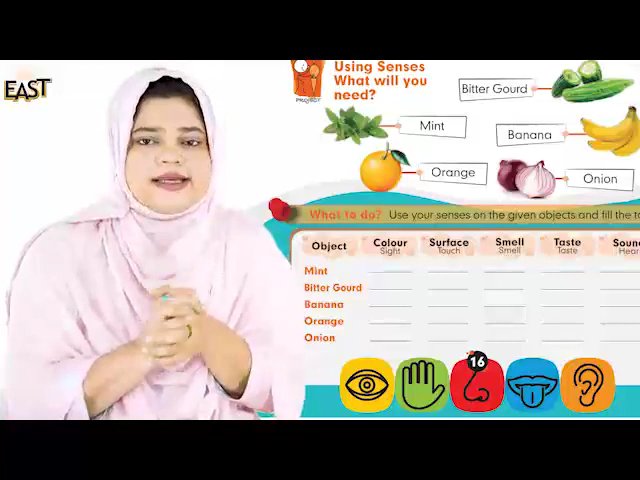 EAST
PROJECT
Using Senses
What will you
need?
Bitter Gourd
Mint
Banana
Orange
Onion
What to do? Use your senses on the given objects and fill the
Object Colour Surface Smell Taste
Sight Touch Smell Taste Hear
Mint
Bitter Gourd
Banana
Orange
Onion
16